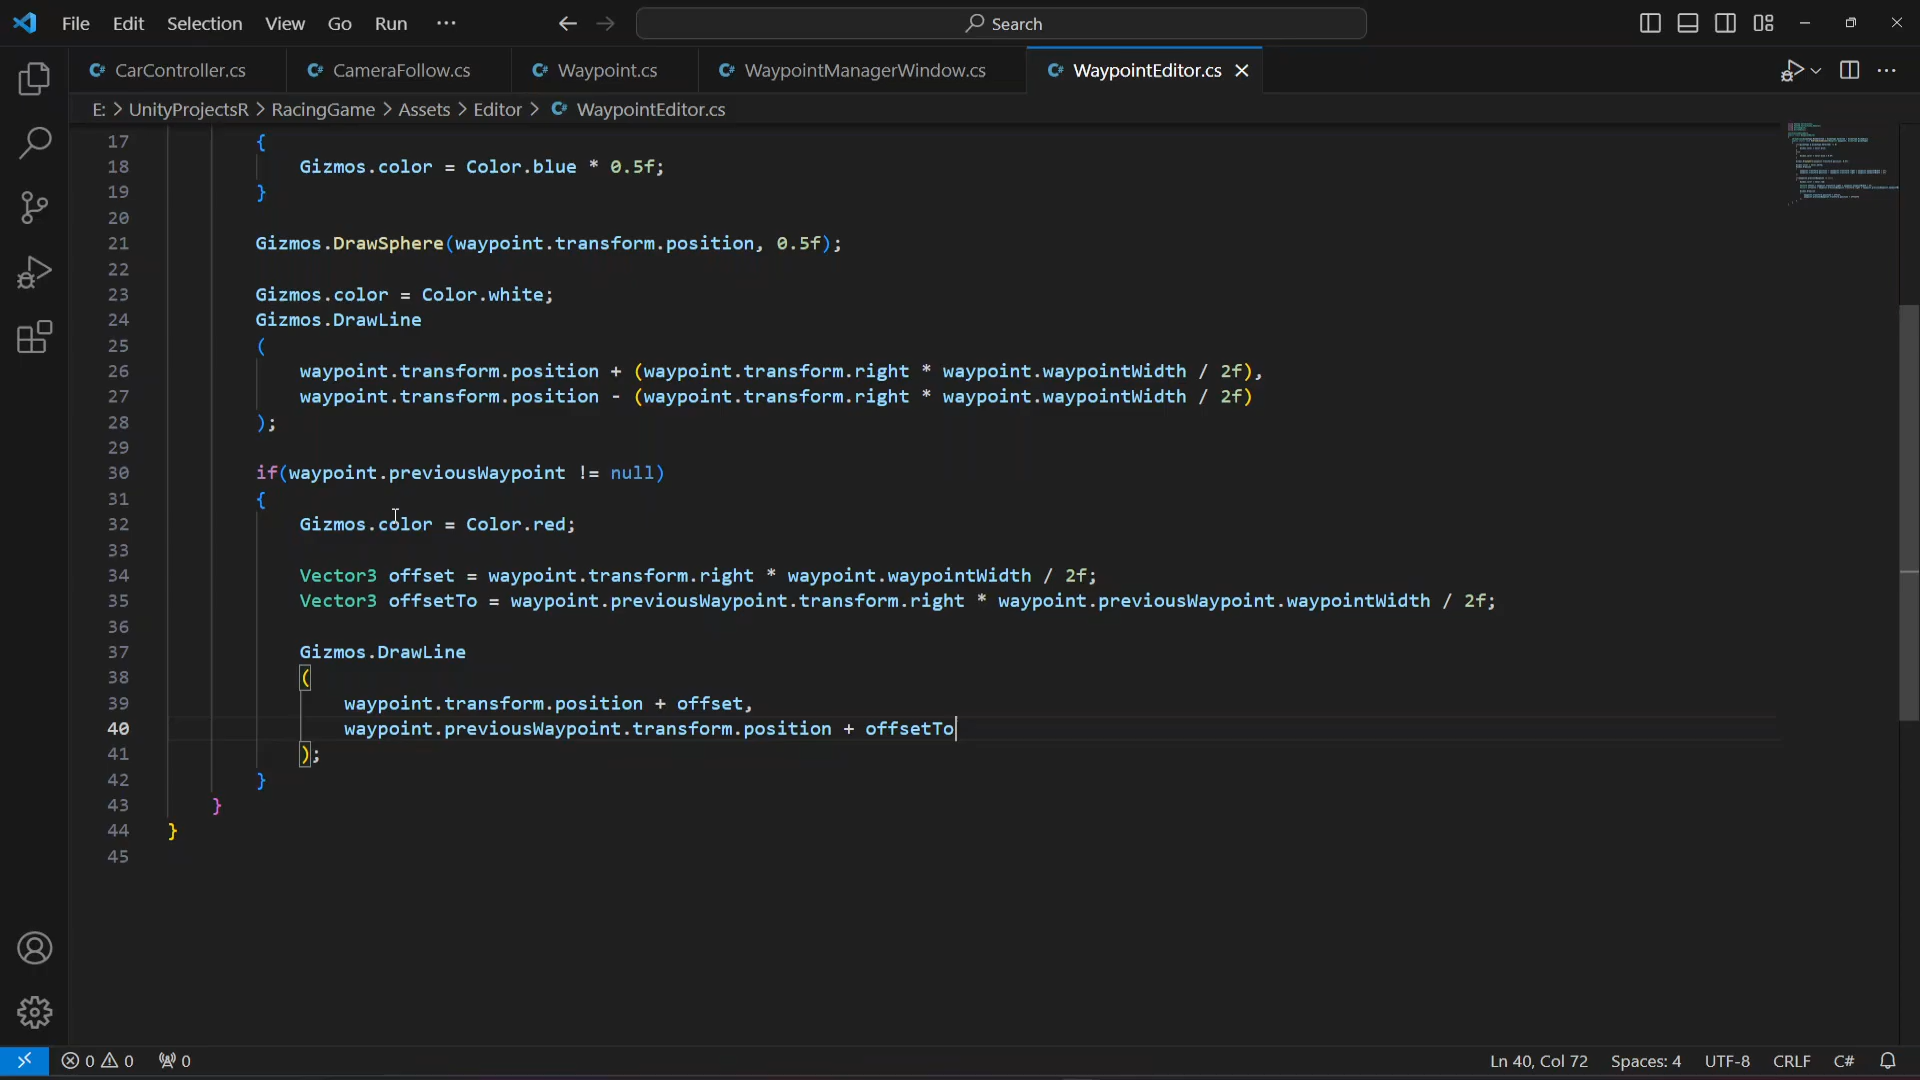 File Edit Selection View Go Run ··· Search
CarController.cs CameraFollow.cs Waypoint.cs WaypointManagerWindow.cs WaypointEditor.cs
E: > UnityProjectsR > RacingGame > Assets > Editor > WaypointEditor.cs
17 {
18 Gizmos.color = Color.blue * 0.5f;
19 }
20
21 Gizmos.DrawSphere(waypoint.transform.position, 0.5f);
22
23 Gizmos.color = Color.white;
24 Gizmos.DrawLine
25 (
26 waypoint.transform.position + (waypoint.transform.right * waypoint.waypointWidth / 2f),
27 waypoint.transform.position - (waypoint.transform.right * waypoint.waypointWidth / 2f)
28 );
29
30 if(waypoint.previousWaypoint != null)
31 {
32 Gizmos.color = Color.red;
33
34 Vector3 offset = waypoint.transform.right * waypoint.waypointWidth / 2f;
35 Vector3 offsetTo = waypoint.previousWaypoint.transform.right * waypoint.previousWaypoint.waypointWidth / 2f;
36
37 Gizmos.DrawLine
38 (
39 waypoint.transform.position + offset,
40 waypoint.previousWaypoint.transform.position + offsetTo
41 );
42 }
43 }
44 }
45
0 0 0 Ln 40, Col 72 Spaces: 4 UTF-8 CRLF C#